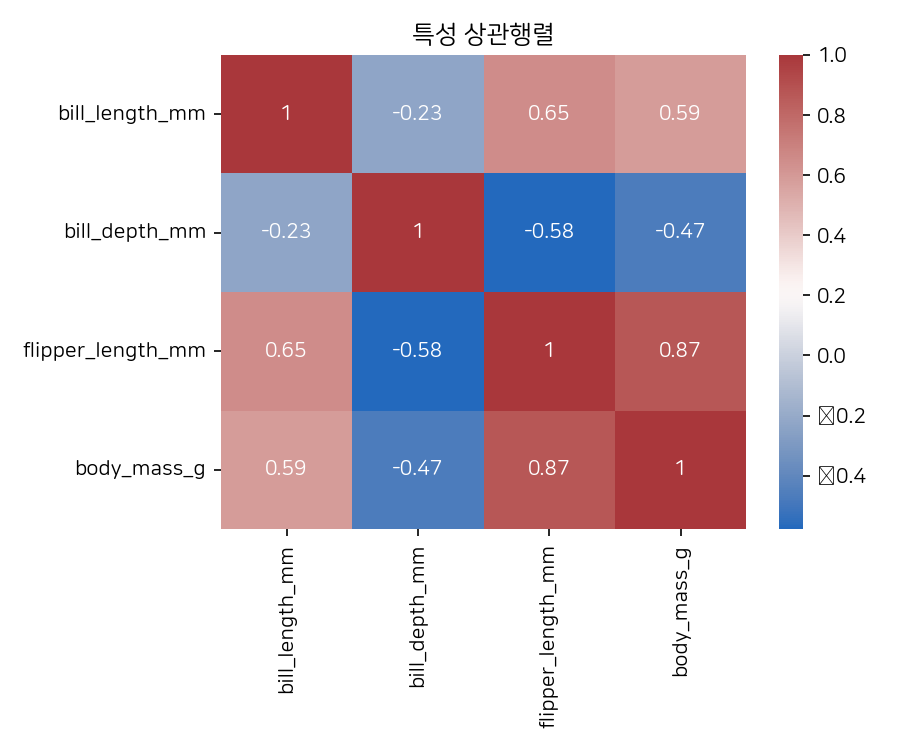 특성 상관행렬
bill_length_mm 1 -0.23 0.65 0.59
bill_depth_mm -0.23 1 -0.58 -0.47
flipper_length_mm 0.65 -0.58 1 0.87
body_mass_g 0.59 -0.47 0.87 1
bill_length_mm
bill_depth_mm
flipper_length_mm
body_mass_g
1.0
0.8
0.6
0.4
0.2
0.0
0.2
0.4